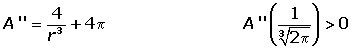 A'' = 4/r³ + 4π     A''(1/∛(2π)) > 0